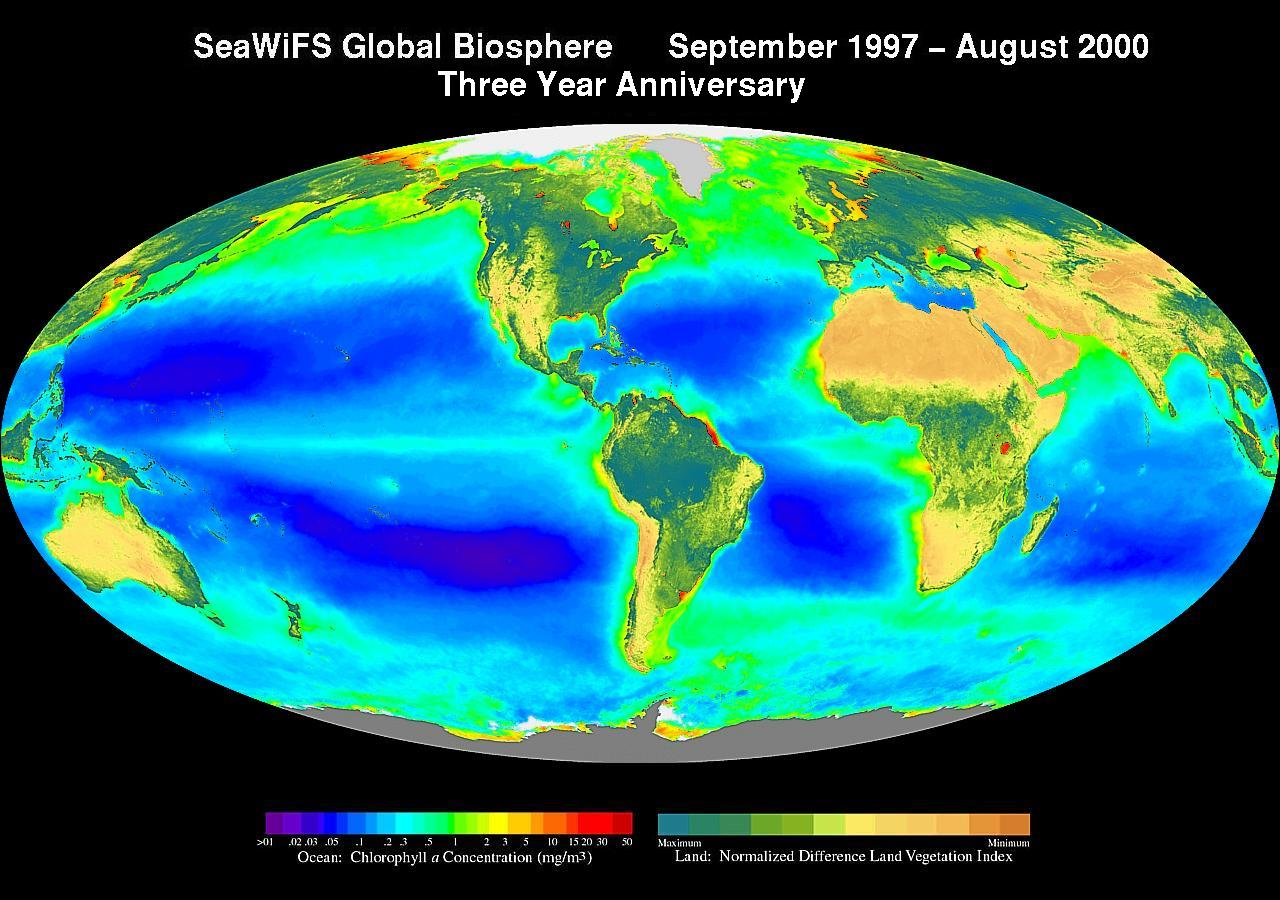 SeaWiFS Global Biosphere September 1997 – August 2000
Three Year Anniversary
>01 .02 .03 .05 .1 .2 .3 .5 1 2 3 5 10 15 20 30 50
Maximum Minimum
Ocean: Chlorophyll a Concentration (mg/m3)
Land: Normalized Difference Land Vegetation Index